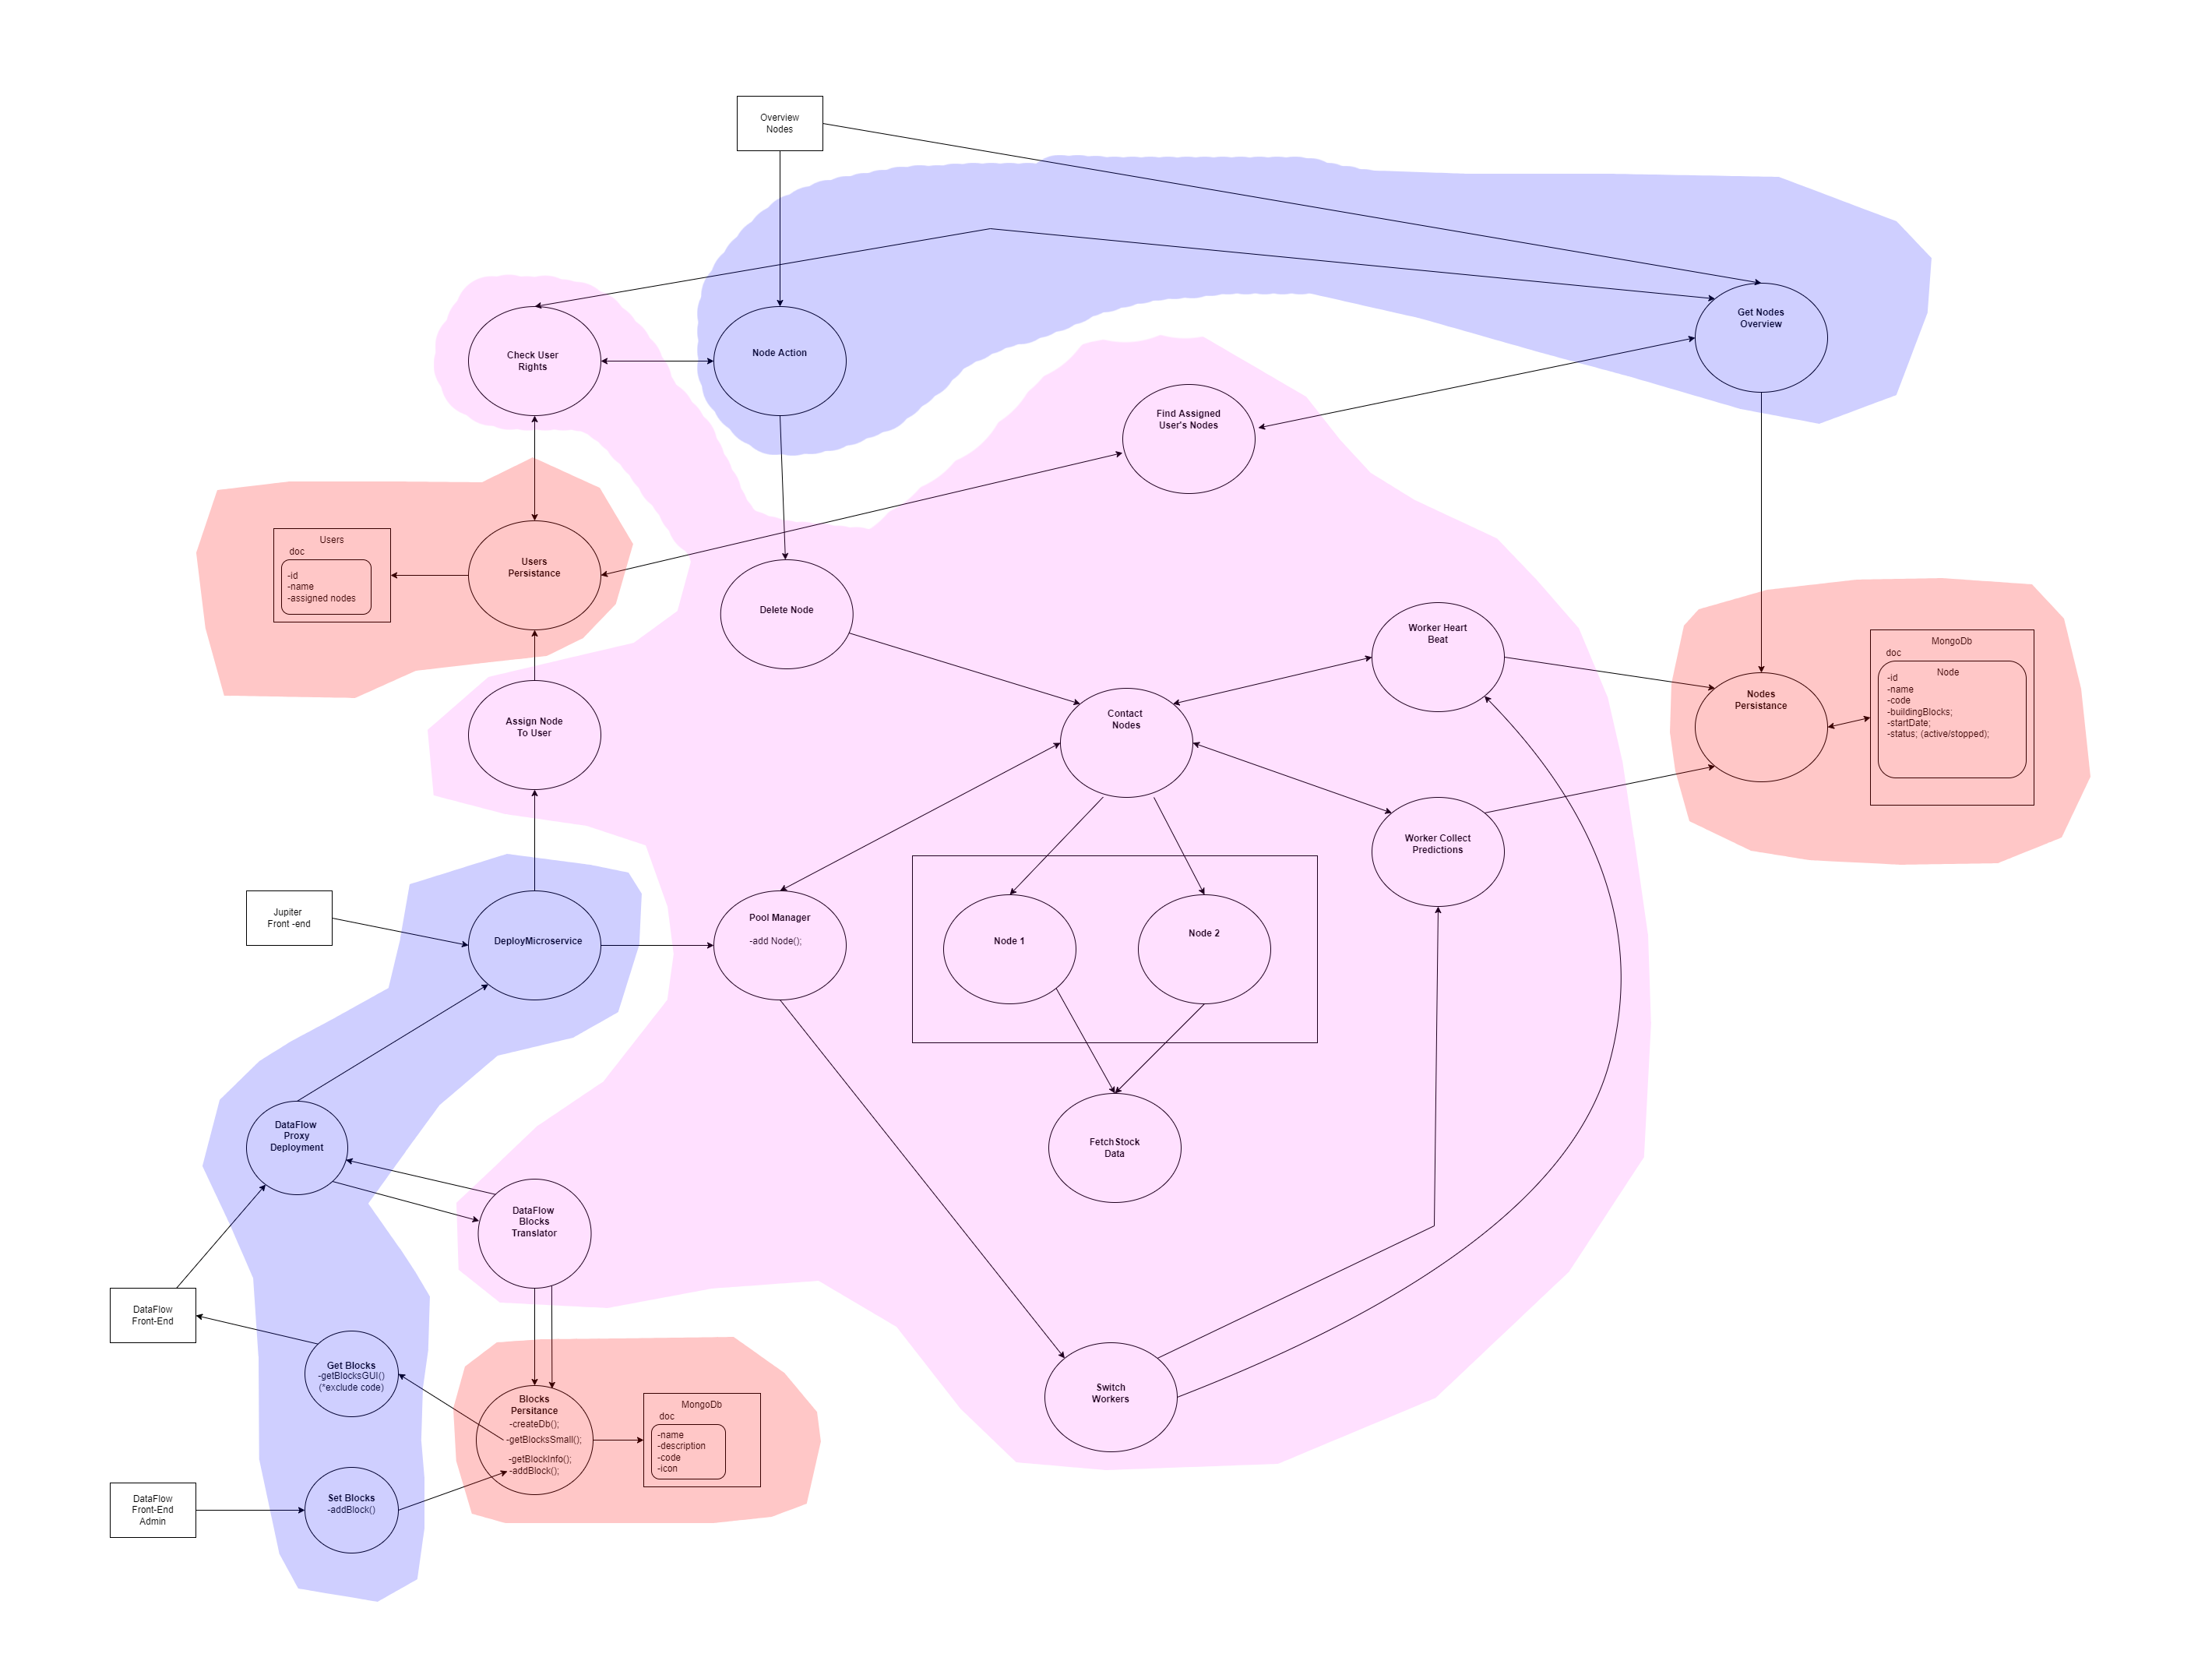 Overview
Nodes
Get Nodes
Overview
Check User
Rights
Node Action
Find Assigned
User's Nodes
Users
doc
-id
-name
-assigned nodes
Users
Persistance
Delete Node
Worker Heart
Beat
MongoDb
doc
Node
-id
-name
-code
-buildingBlocks;
-startDate;
-status; (active/stopped);
Nodes
Persistance
Assign Node
To User
Contact
Nodes
Worker Collect
Predictions
Jupiter
Front -end
DeployMicroservice
Pool Manager
-add Node();
Node 1
Node 2
DataFlow
Proxy
Deployment
FetchStock
Data
DataFlow
Blocks
Translator
DataFlow
Front-End
Get Blocks
-getBlocksGUI()
(*exclude code)
Blocks
Persitance
-createDb();
-getBlocksSmall();
-getBlockInfo();
-addBlock();
MongoDb
doc
-name
-description
-code
-icon
Switch
Workers
DataFlow
Front-End
Admin
Set Blocks
-addBlock()